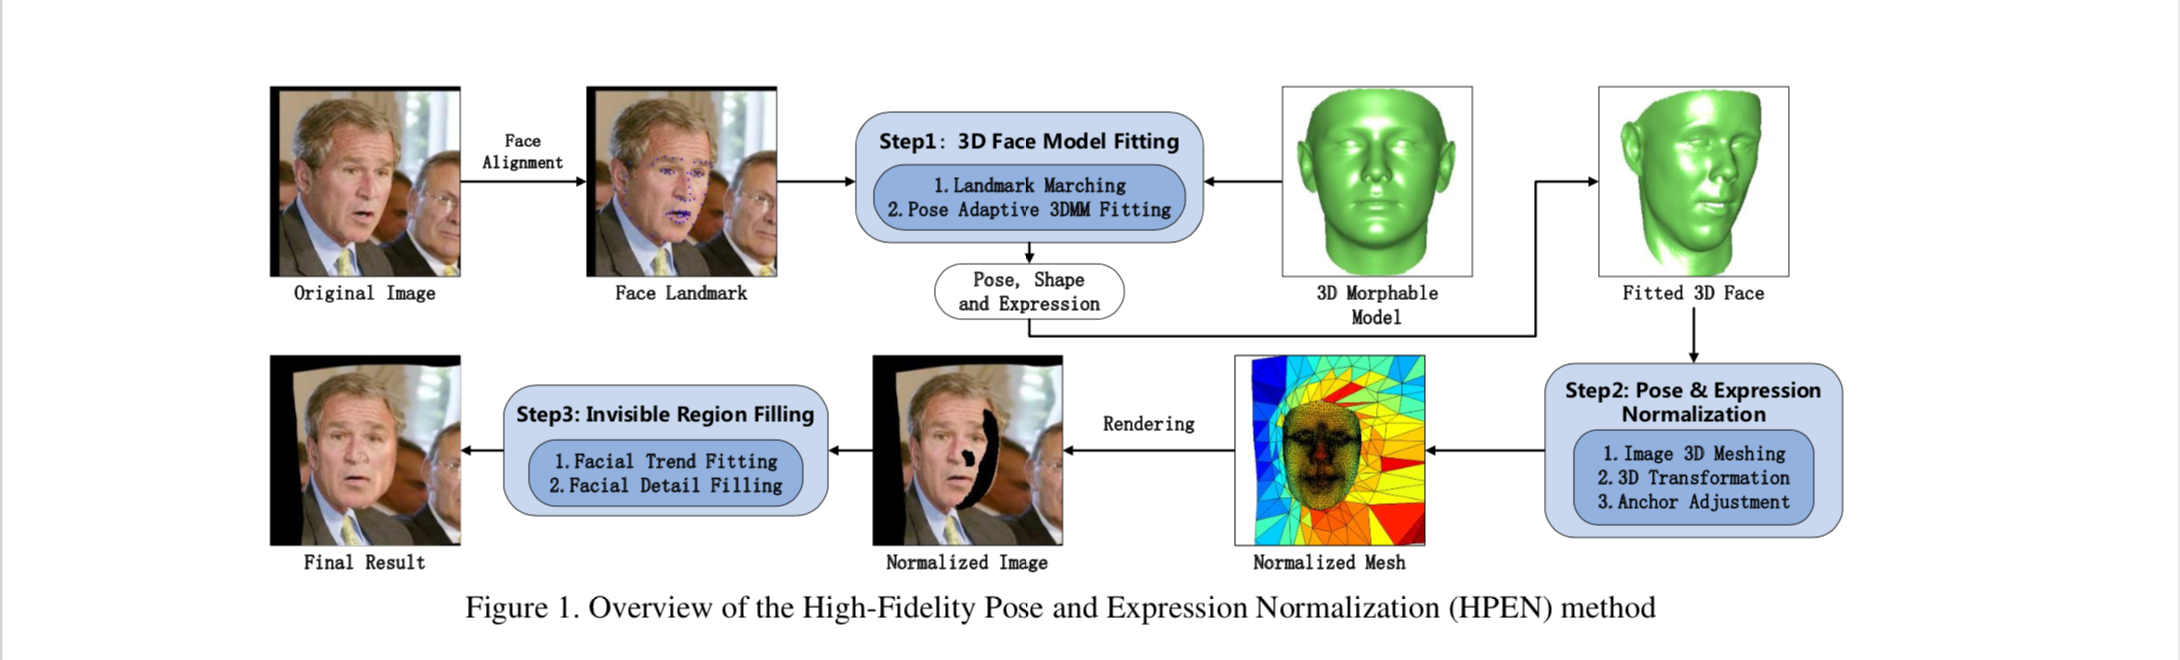 Face
Alignment
Original Image
Face Landmark
Step1: 3D Face Model Fitting
1. Landmark Marching
2. Pose Adaptive 3DMM Fitting
Pose, Shape
and Expression
3D Morphable
Model
Fitted 3D Face
Step2: Pose & Expression
Normalization
1. Image 3D Meshing
2. 3D Transformation
3. Anchor Adjustment
Normalized Mesh
Rendering
Normalized Image
Step3: Invisible Region Filling
1. Facial Trend Fitting
2. Facial Detail Filling
Final Result
Figure 1. Overview of the High-Fidelity Pose and Expression Normalization (HPEN) method